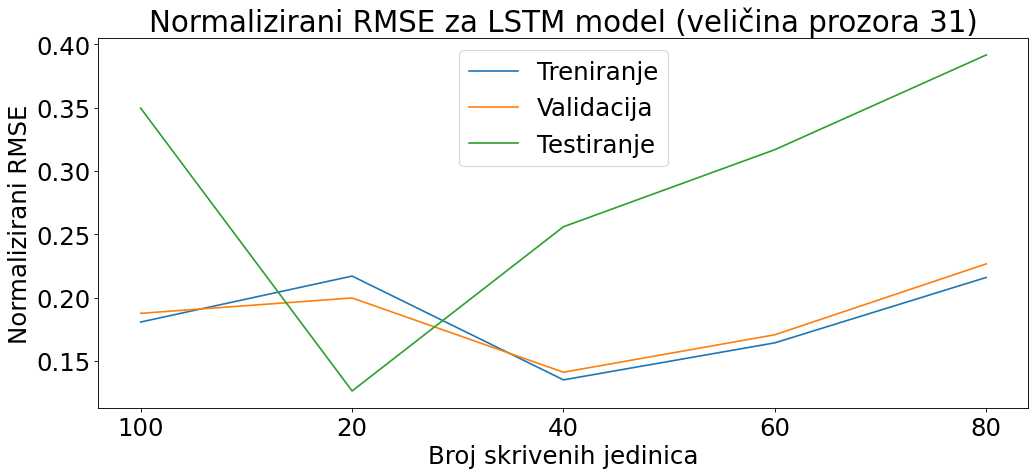 Normalizirani RMSE za LSTM model (veličina prozora 31)
Normalizirani RMSE
0.40
0.35
0.30
0.25
0.20
0.15
Treniranje
Validacija
Testiranje
100 20 40 60 80
Broj skrivenih jedinica